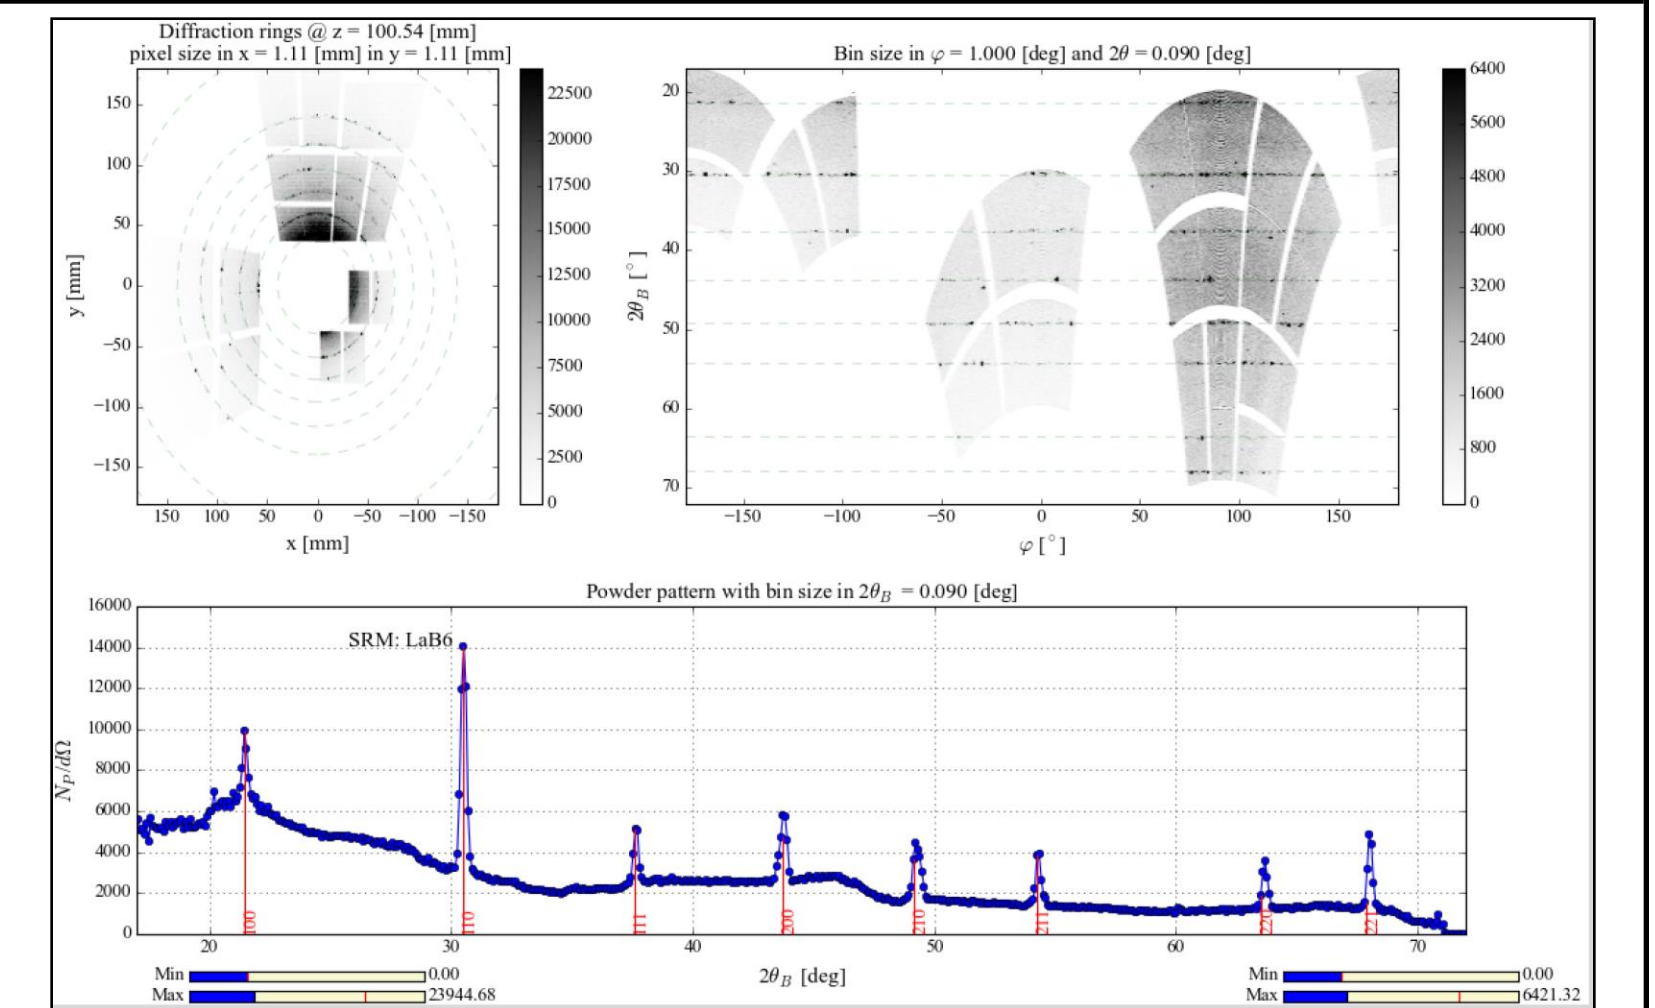 Diffraction rings @ z = 100.54 [mm]
pixel size in x = 1.11 [mm] in y = 1.11 [mm]
150
100
50
0
−50
−100
−150
y [mm]
150 100 50 0 −50 −100 −150
x [mm]
22500
20000
17500
15000
12500
10000
7500
5000
2500
0
Bin size in φ = 1.000 [deg] and 2θ = 0.090 [deg]
20
30
40
50
60
70
2θB [°]
−150 −100 −50 0 50 100 150
φ [°]
6400
5600
4800
4000
3200
2400
1600
800
0
Powder pattern with bin size in 2θB = 0.090 [deg]
16000
14000
12000
10000
8000
6000
4000
2000
0
NP/dΩ
SRM: LaB6
100 110 111 200 210 211 220 221
20 30 40 50 60 70
2θB [deg]
Min 0.00
Max 23944.68
Min 0.00
Max 6421.32